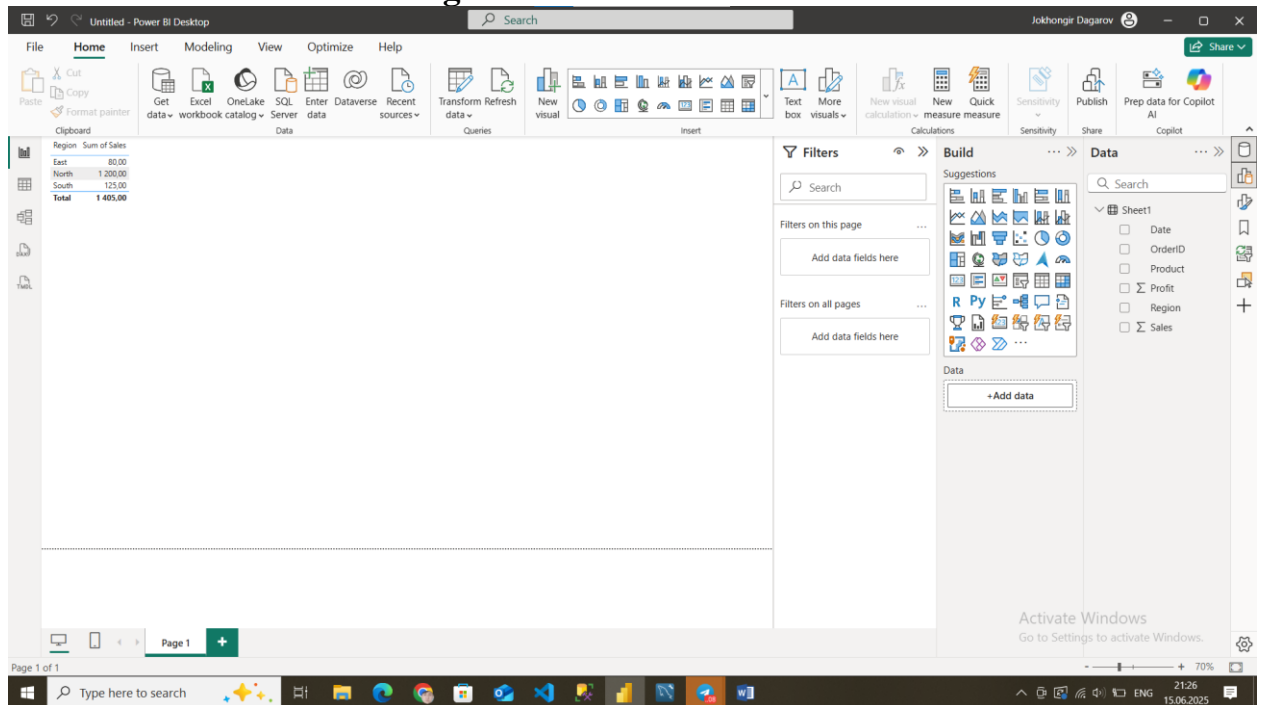 Untitled - Power BI Desktop
Search
Jokhongir Dagarov
File Home Insert Modeling View Optimize Help
Share
Paste
Cut
Copy
Format painter
Get data
Excel workbook
OneLake catalog
SQL Server
Enter data
Dataverse
Recent sources
Transform data
Refresh
New visual
Text box
More visuals
New visual calculation
New measure
Quick measure
Sensitivity
Publish
Prep data for AI
Copilot
Clipboard Data Queries Insert Calculations Sensitivity Share Copilot
Region Sum of Sales
East 80,00
North 1 200,00
South 125,00
Total 1 405,00
Filters
Search
Filters on this page ...
Add data fields here
Filters on all pages ...
Add data fields here
Build ...
Suggestions
123
R Py
...
Data
+Add data
Data ...
Search
Sheet1
Date
OrderID
Product
Σ Profit
Region
Σ Sales
Activate Windows
Go to Settings to activate Windows.
Page 1
+
Page 1 of 1
- + 70%
Type here to search
ENG
21:26
15.06.2025